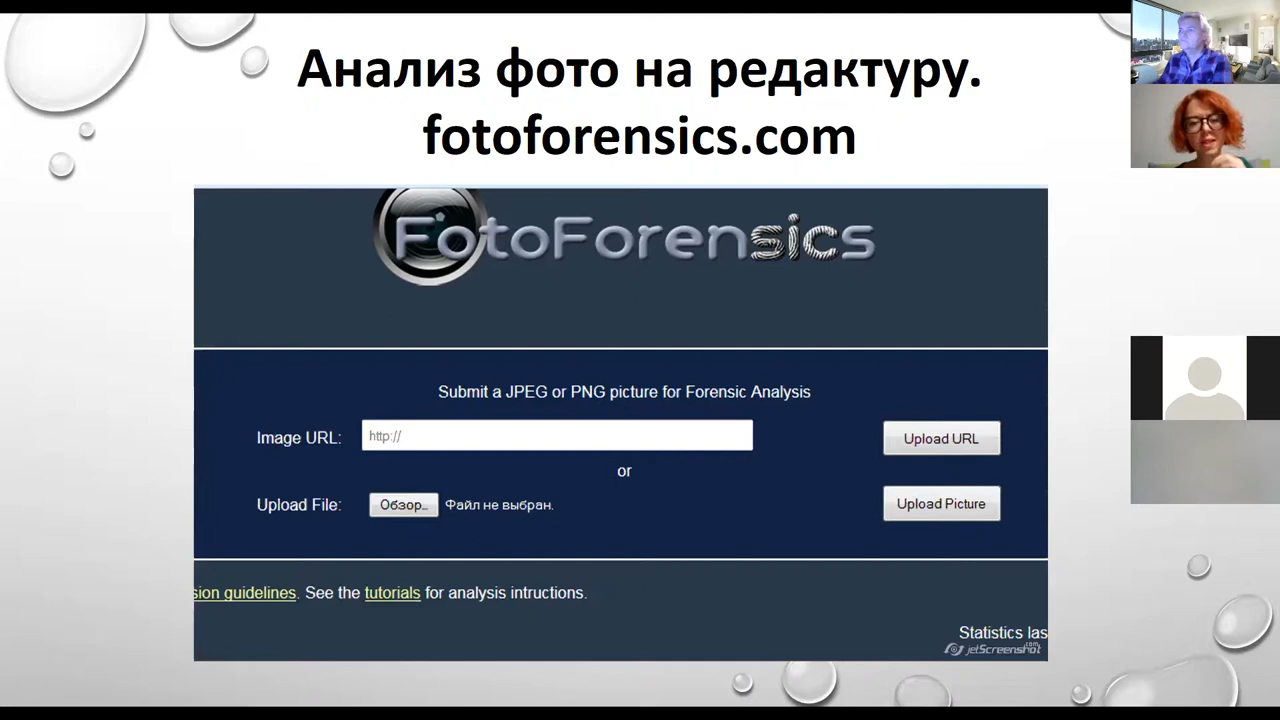 Анализ фото на редактуру.
fotoforensics.com
FotoForensics
Submit a JPEG or PNG picture for Forensic Analysis
Image URL: http:// Upload URL
or
Upload File: Обзор... Файл не выбран. Upload Picture
sion guidelines. See the tutorials for analysis intructions.
Statistics las
jetScreenshot
.com